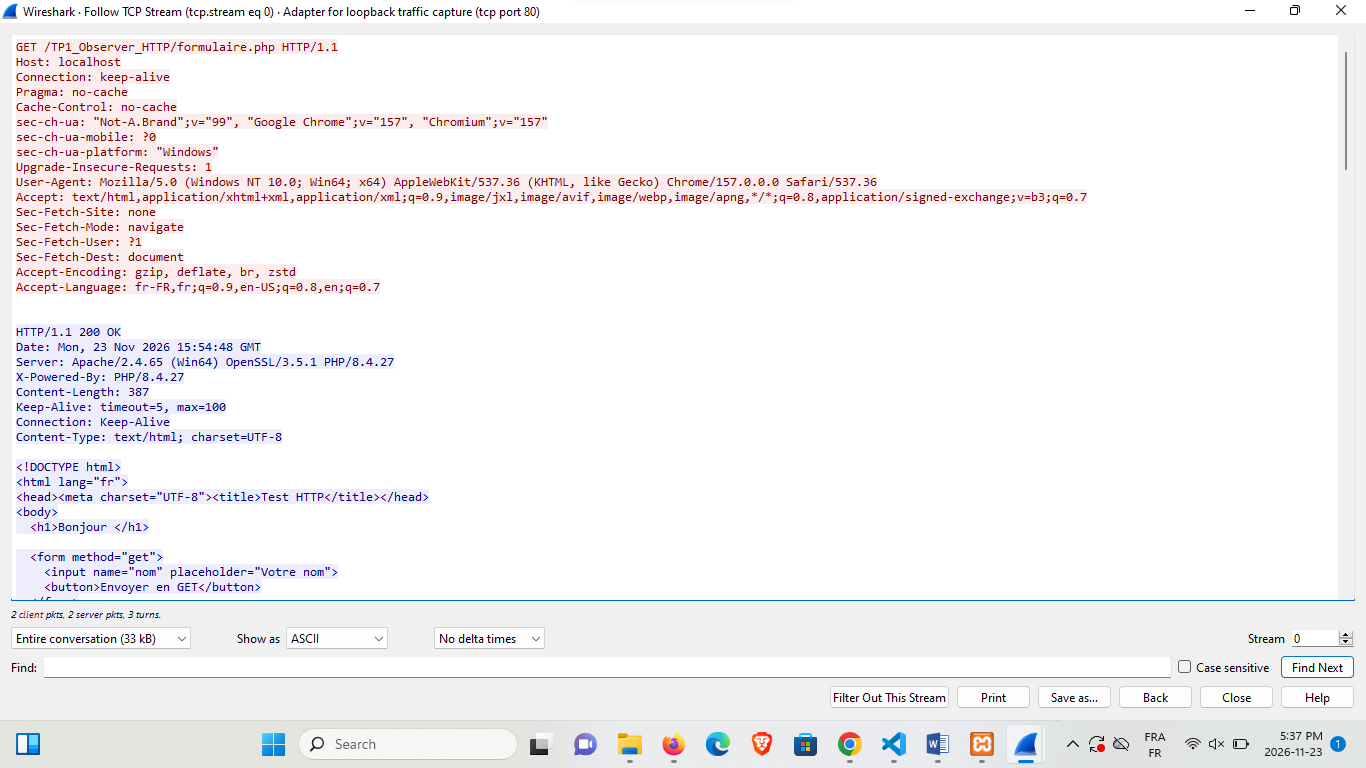 Wireshark · Follow TCP Stream (tcp.stream eq 0) · Adapter for loopback traffic capture (tcp port 80)
GET /TP1_Observer_HTTP/formulaire.php HTTP/1.1
Host: localhost
Connection: keep-alive
Pragma: no-cache
Cache-Control: no-cache
sec-ch-ua: "Not-A.Brand";v="99", "Google Chrome";v="157", "Chromium";v="157"
sec-ch-ua-mobile: ?0
sec-ch-ua-platform: "Windows"
Upgrade-Insecure-Requests: 1
User-Agent: Mozilla/5.0 (Windows NT 10.0; Win64; x64) AppleWebKit/537.36 (KHTML, like Gecko) Chrome/157.0.0.0 Safari/537.36
Accept: text/html,application/xhtml+xml,application/xml;q=0.9,image/jxl,image/avif,image/webp,image/apng,*/*;q=0.8,application/signed-exchange;v=b3;q=0.7
Sec-Fetch-Site: none
Sec-Fetch-Mode: navigate
Sec-Fetch-User: ?1
Sec-Fetch-Dest: document
Accept-Encoding: gzip, deflate, br, zstd
Accept-Language: fr-FR,fr;q=0.9,en-US;q=0.8,en;q=0.7
HTTP/1.1 200 OK
Date: Mon, 23 Nov 2026 15:54:48 GMT
Server: Apache/2.4.65 (Win64) OpenSSL/3.5.1 PHP/8.4.27
X-Powered-By: PHP/8.4.27
Content-Length: 387
Keep-Alive: timeout=5, max=100
Connection: Keep-Alive
Content-Type: text/html; charset=UTF-8
<!DOCTYPE html>
<html lang="fr">
<head><meta charset="UTF-8"><title>Test HTTP</title></head>
<body>
<h1>Bonjour </h1>
<form method="get">
<input name="nom" placeholder="Votre nom">
<button>Envoyer en GET</button>
2 client pkts, 2 server pkts, 3 turns.
Entire conversation (33 kB) Show as ASCII No delta times Stream 0
Find: Case sensitive Find Next
Filter Out This Stream Print Save as... Back Close Help
Search FRA 5:37 PM
FR 2026-11-23 1